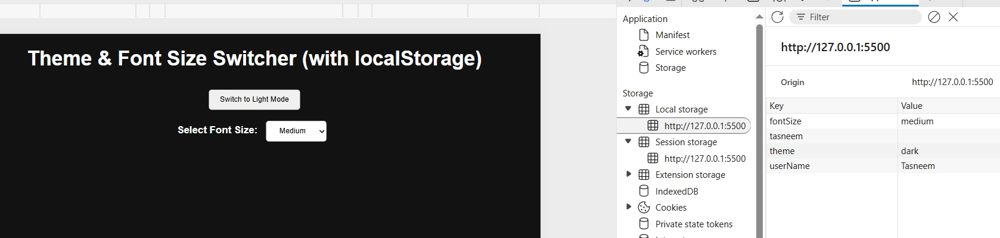 Theme & Font Size Switcher (with localStorage)
Switch to Light Mode
Select Font Size: Medium
Application
Manifest
Service workers
Storage
Storage
Local storage
http://127.0.0.1:5500
Session storage
http://127.0.0.1:5500
Extension storage
IndexedDB
Cookies
Private state tokens
Filter
http://127.0.0.1:5500
Origin http://127.0.0.1:5500
Key Value
fontSize medium
tasneem
theme dark
userName Tasneem